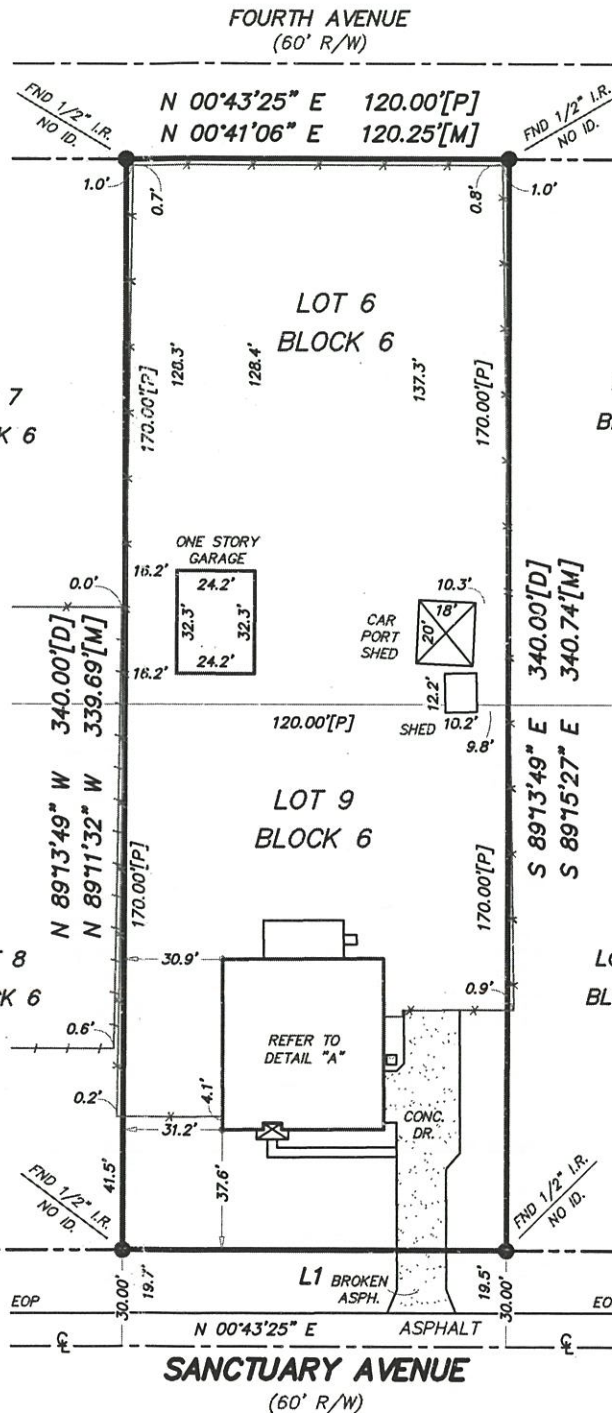 FOURTH AVENUE
(60' R/W)
FND 1/2" I.R.
NO ID.
N 00°43'25" E 120.00'[P]
N 00°41'06" E 120.25'[M]
FND 1/2" I.R.
NO ID.
1.0'
0.7'
0.8'
1.0'
LOT 6
BLOCK 6
128.3'
128.4'
137.3'
170.00'[P]
170.00'[P]
7
CK 6
B
ONE STORY
GARAGE
16.2'
24.2'
32.3'
32.3'
24.2'
16.2'
0.0'
10.3'
18'
20'
CAR
PORT
SHED
12.2'
10.2'
SHED
9.8'
120.00'[P]
N 89°13'49" W 340.00'[D]
N 89°11'32" W 339.69'[M]
S 89°13'49" E 340.00'[D]
S 89°15'27" E 340.74'[M]
LOT 9
BLOCK 6
170.00'[P]
170.00'[P]
8
CK 6
LO
BL
30.9'
0.9'
0.6'
REFER TO
DETAIL "A"
CONC.
DR.
0.2'
4.1'
31.2'
41.5'
37.6'
FND 1/2" I.R.
NO ID.
FND 1/2" I.R.
NO ID.
L1
BROKEN
ASPH.
EOP
30.00'
19.7'
19.5'
30.00'
EO
N 00°43'25" E
ASPHALT
℄
℄
SANCTUARY AVENUE
(60' R/W)